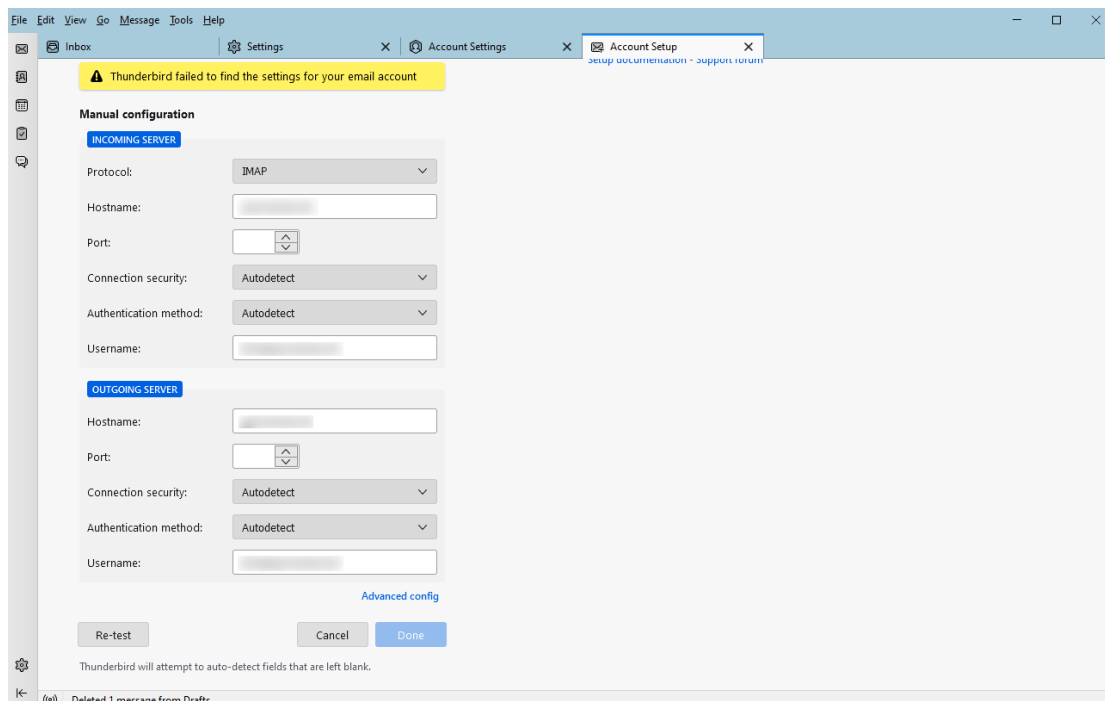 File Edit View Go Message Tools Help
Inbox Settings Account Settings Account Setup
Setup documentation - Support forum
Thunderbird failed to find the settings for your email account
Manual configuration
INCOMING SERVER
Protocol: IMAP
Hostname:
Port:
Connection security: Autodetect
Authentication method: Autodetect
Username:
OUTGOING SERVER
Hostname:
Port:
Connection security: Autodetect
Authentication method: Autodetect
Username:
Advanced config
Re-test Cancel Done
Thunderbird will attempt to auto-detect fields that are left blank.
Deleted 1 message from Drafts